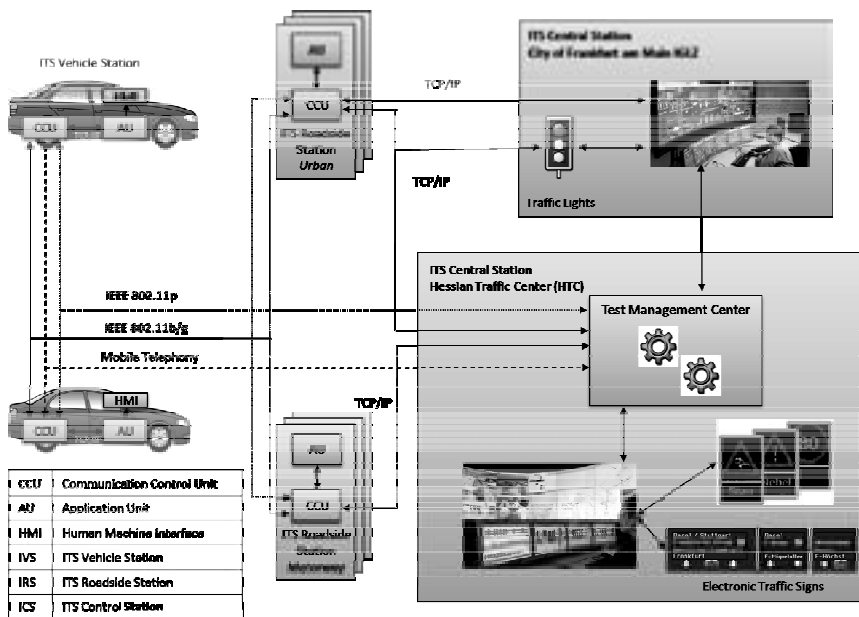 ITS Vehicle Station
HMI
CCU
AU
AU
CCU
ITS Roadside
Station
Urban
TCP/IP
TCP/IP
ITS Central Station
City of Frankfurt am Main IGLZ
Traffic Lights
IEEE 802.11p
IEEE 802.11b/g
Mobile Telephony
ITS Central Station
Hessian Traffic Center (HTC)
Test Management Center
HMI
CCU
AU
TCP/IP
AU
CCU
ITS Roadside
Station
Motorway
Electronic Traffic Signs
CCU Communication Control Unit
AU Application Unit
HMI Human Machine Interface
IVS ITS Vehicle Station
IRS ITS Roadside Station
ICS ITS Control Station